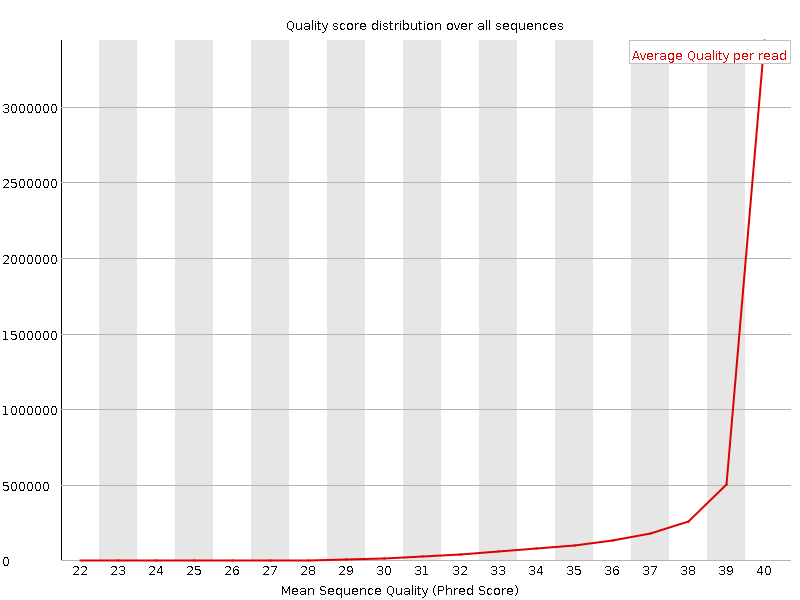 Quality score distribution over all sequences
Average Quality per read
3000000
2500000
2000000
1500000
1000000
500000
0
22 23 24 25 26 27 28 29 30 31 32 33 34 35 36 37 38 39 40
Mean Sequence Quality (Phred Score)